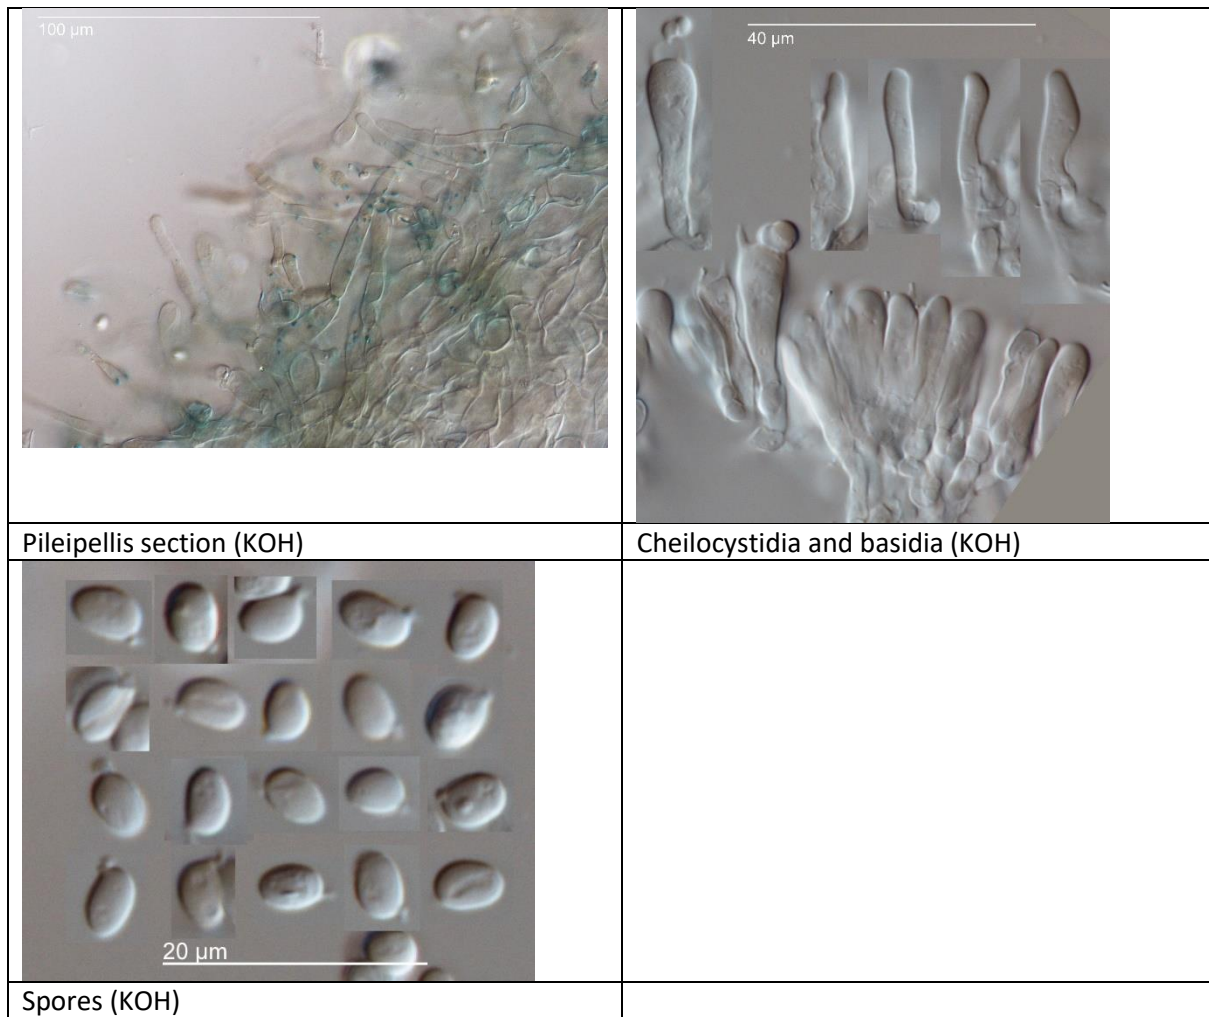 100 µm
40 µm
Pileipellis section (KOH)
Cheilocystidia and basidia (KOH)
20 µm
Spores (KOH)